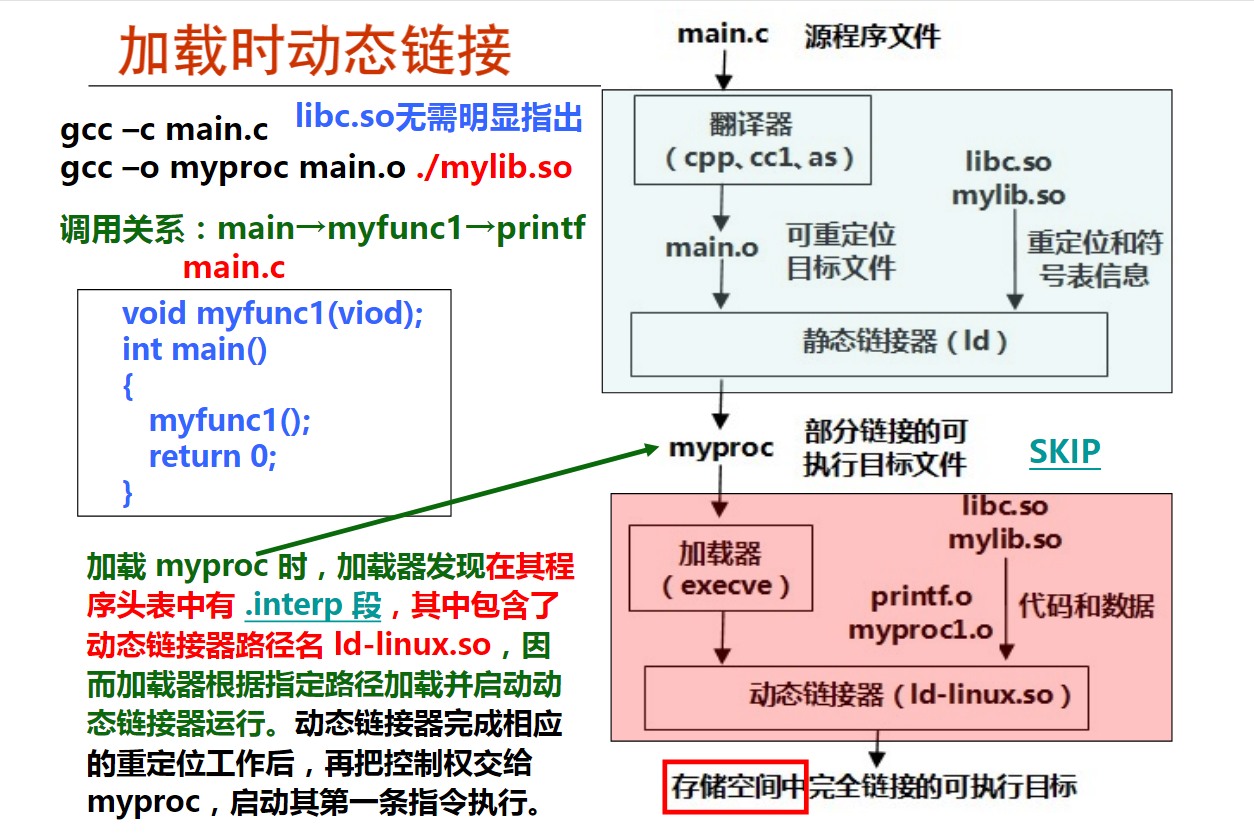 加载时动态链接
gcc –c main.c
libc.so无需明显指出
gcc –o myproc main.o ./mylib.so
调用关系：main→myfunc1→printf
main.c
void myfunc1(viod);
int main()
{
myfunc1();
return 0;
}
加载 myproc 时，加载器发现在其程
序头表中有 .interp 段，其中包含了
动态链接器路径名 ld-linux.so，因
而加载器根据指定路径加载并启动动
态链接器运行。动态链接器完成相应
的重定位工作后，再把控制权交给
myproc，启动其第一条指令执行。
main.c 源程序文件
翻译器
（cpp、cc1、as）
libc.so
mylib.so
main.o
可重定位
目标文件
重定位和符
号表信息
静态链接器（ld）
myproc
部分链接的可
执行目标文件
SKIP
libc.so
mylib.so
加载器
（execve）
printf.o
myproc1.o
代码和数据
动态链接器（ld-linux.so）
存储空间中完全链接的可执行目标